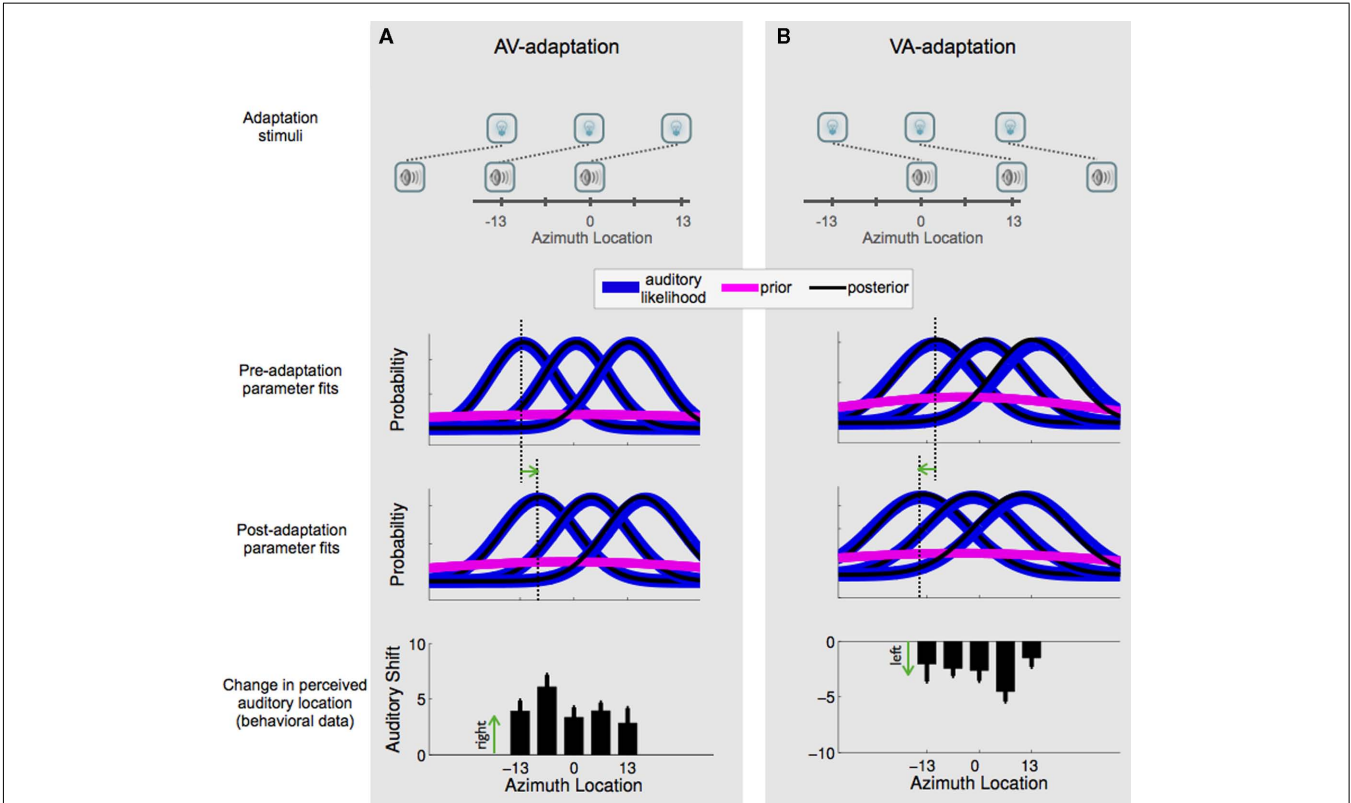 A
AV-adaptation
B
VA-adaptation
Adaptation
stimuli
-13 0 13
Azimuth Location
-13 0 13
Azimuth Location
auditory
likelihood
prior
posterior
Pre-adaptation
parameter fits
Probabiltiy
Post-adaptation
parameter fits
Probabiltiy
Change in perceived
auditory location
(behavioral data)
Auditory Shift
10
5
0
right
−13 0 13
Azimuth Location
0
−5
−10
left
−13 0 13
Azimuth Location